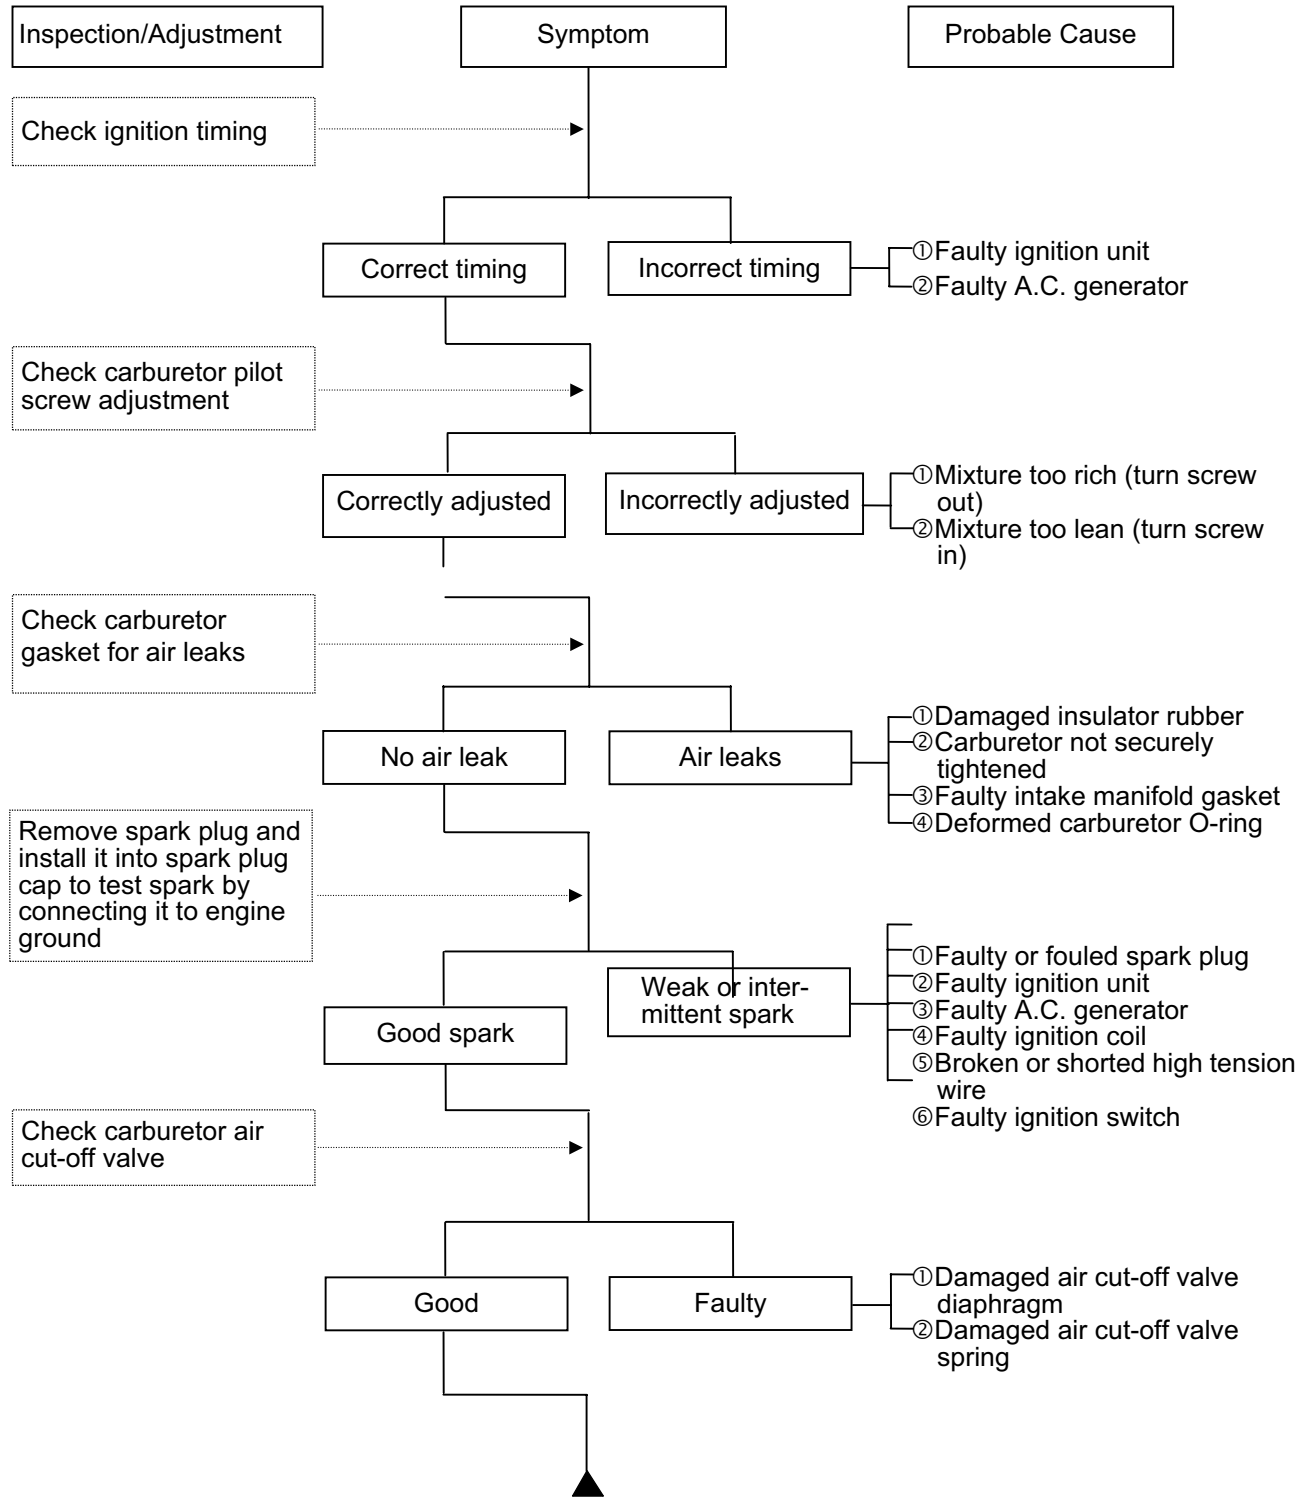 Inspection/Adjustment
Symptom
Probable Cause
Check ignition timing
Correct timing
Incorrect timing
①Faulty ignition unit
②Faulty A.C. generator
Check carburetor pilot
screw adjustment
Correctly adjusted
Incorrectly adjusted
①Mixture too rich (turn screw
out)
②Mixture too lean (turn screw
in)
Check carburetor
gasket for air leaks
No air leak
Air leaks
①Damaged insulator rubber
②Carburetor not securely
tightened
③Faulty intake manifold gasket
④Deformed carburetor O-ring
Remove spark plug and
install it into spark plug
cap to test spark by
connecting it to engine
ground
Good spark
Weak or inter-
mittent spark
①Faulty or fouled spark plug
②Faulty ignition unit
③Faulty A.C. generator
④Faulty ignition coil
⑤Broken or shorted high tension
wire
⑥Faulty ignition switch
Check carburetor air
cut-off valve
Good
Faulty
①Damaged air cut-off valve
diaphragm
②Damaged air cut-off valve
spring